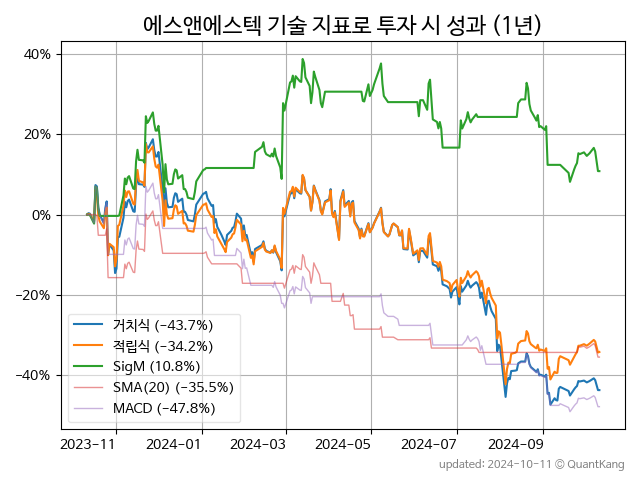 에스앤에스텍 기술 지표로 투자 시 성과 (1년)
40%
20%
0%
−20%
−40%
거치식 (−43.7%)
적립식 (−34.2%)
SigM (10.8%)
SMA(20) (−35.5%)
MACD (−47.8%)
2023-11 2024-01 2024-03 2024-05 2024-07 2024-09
updated: 2024-10-11 © QuantKang